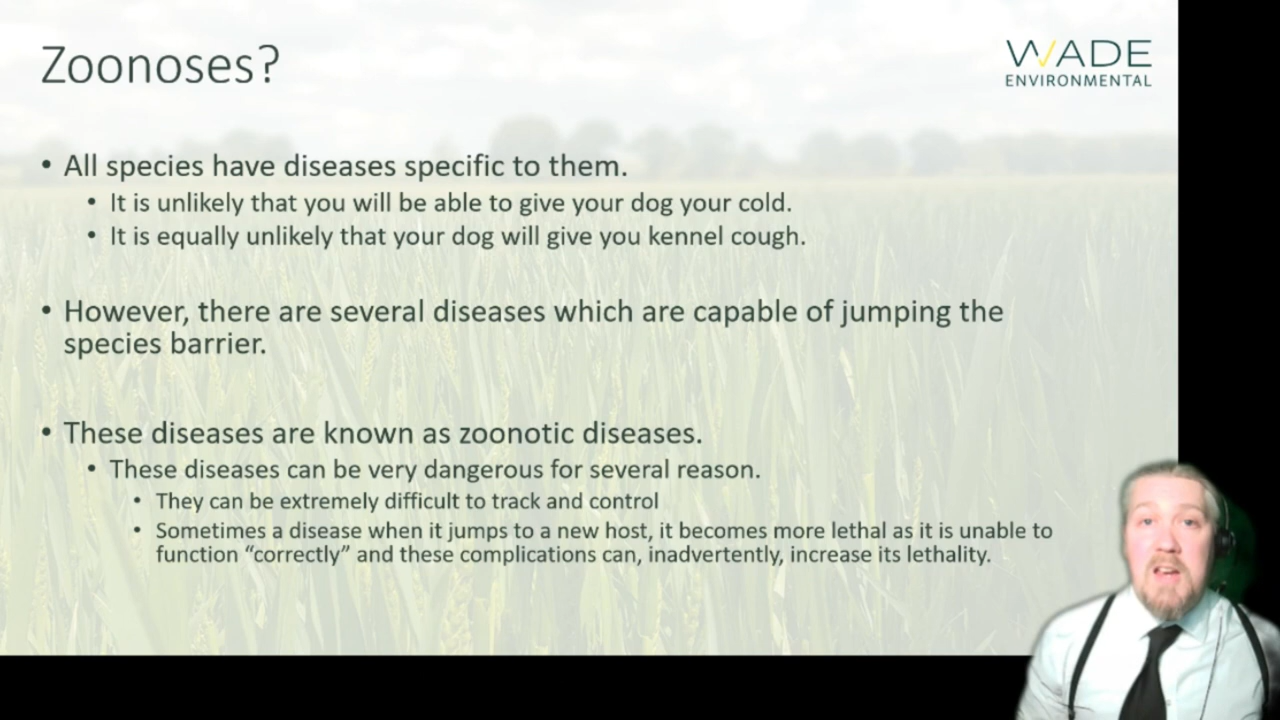 Zoonoses?
WADE
ENVIRONMENTAL
• All species have diseases specific to them.
• It is unlikely that you will be able to give your dog your cold.
• It is equally unlikely that your dog will give you kennel cough.
• However, there are several diseases which are capable of jumping the
species barrier.
• These diseases are known as zoonotic diseases.
• These diseases can be very dangerous for several reason.
• They can be extremely difficult to track and control
• Sometimes a disease when it jumps to a new host, it becomes more lethal as it is unable to
function “correctly” and these complications can, inadvertently, increase its lethality.